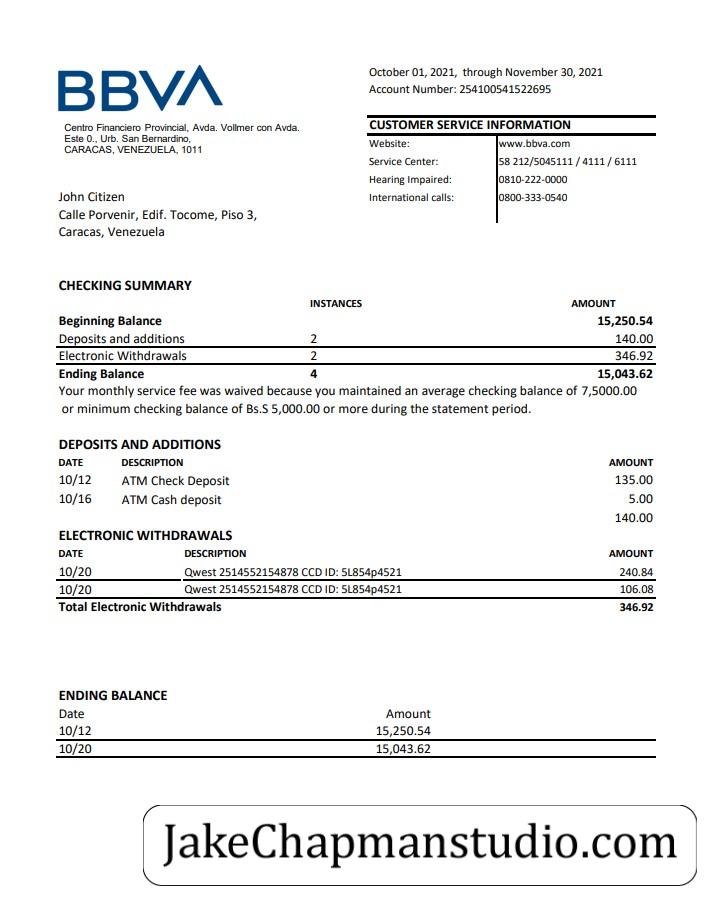 BBVA
Centro Financiero Provincial, Avda. Vollmer con Avda.
Este 0., Urb. San Bernardino,
CARACAS, VENEZUELA, 1011
October 01, 2021, through November 30, 2021
Account Number: 254100541522695
CUSTOMER SERVICE INFORMATION
Website: www.bbva.com
Service Center: 58 212/5045111 / 4111 / 6111
Hearing Impaired: 0810-222-0000
International calls: 0800-333-0540
John Citizen
Calle Porvenir, Edif. Tocome, Piso 3,
Caracas, Venezuela
CHECKING SUMMARY
INSTANCES AMOUNT
Beginning Balance 15,250.54
Deposits and additions 2 140.00
Electronic Withdrawals 2 346.92
Ending Balance 4 15,043.62
Your monthly service fee was waived because you maintained an average checking balance of 7,5000.00
or minimum checking balance of Bs.S 5,000.00 or more during the statement period.
DEPOSITS AND ADDITIONS
DATE DESCRIPTION AMOUNT
10/12 ATM Check Deposit 135.00
10/16 ATM Cash deposit 5.00
140.00
ELECTRONIC WITHDRAWALS
DATE DESCRIPTION AMOUNT
10/20 Qwest 2514552154878 CCD ID: 5L854p4521 240.84
10/20 Qwest 2514552154878 CCD ID: 5L854p4521 106.08
Total Electronic Withdrawals 346.92
ENDING BALANCE
Date Amount
10/12 15,250.54
10/20 15,043.62
JakeChapmanstudio.com